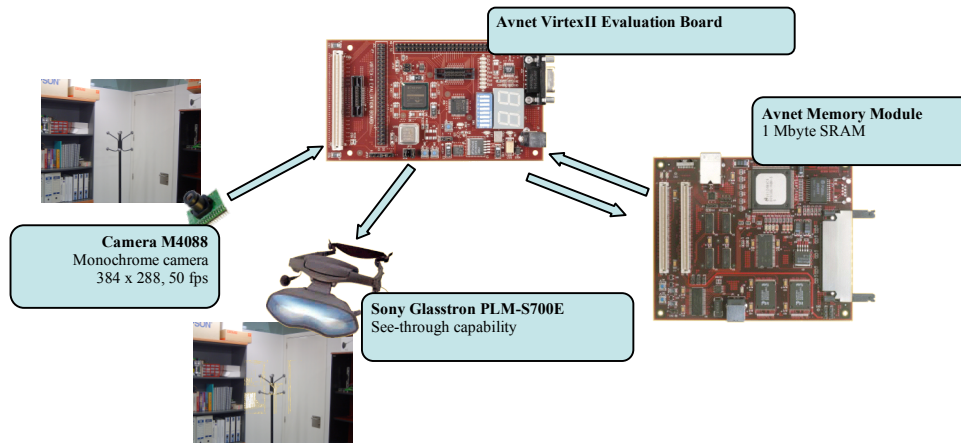 Avnet VirtexII Evaluation Board
Avnet Memory Module
1 Mbyte SRAM
Camera M4088
Monochrome camera
384 x 288, 50 fps
Sony Glasstron PLM-S700E
See-through capability